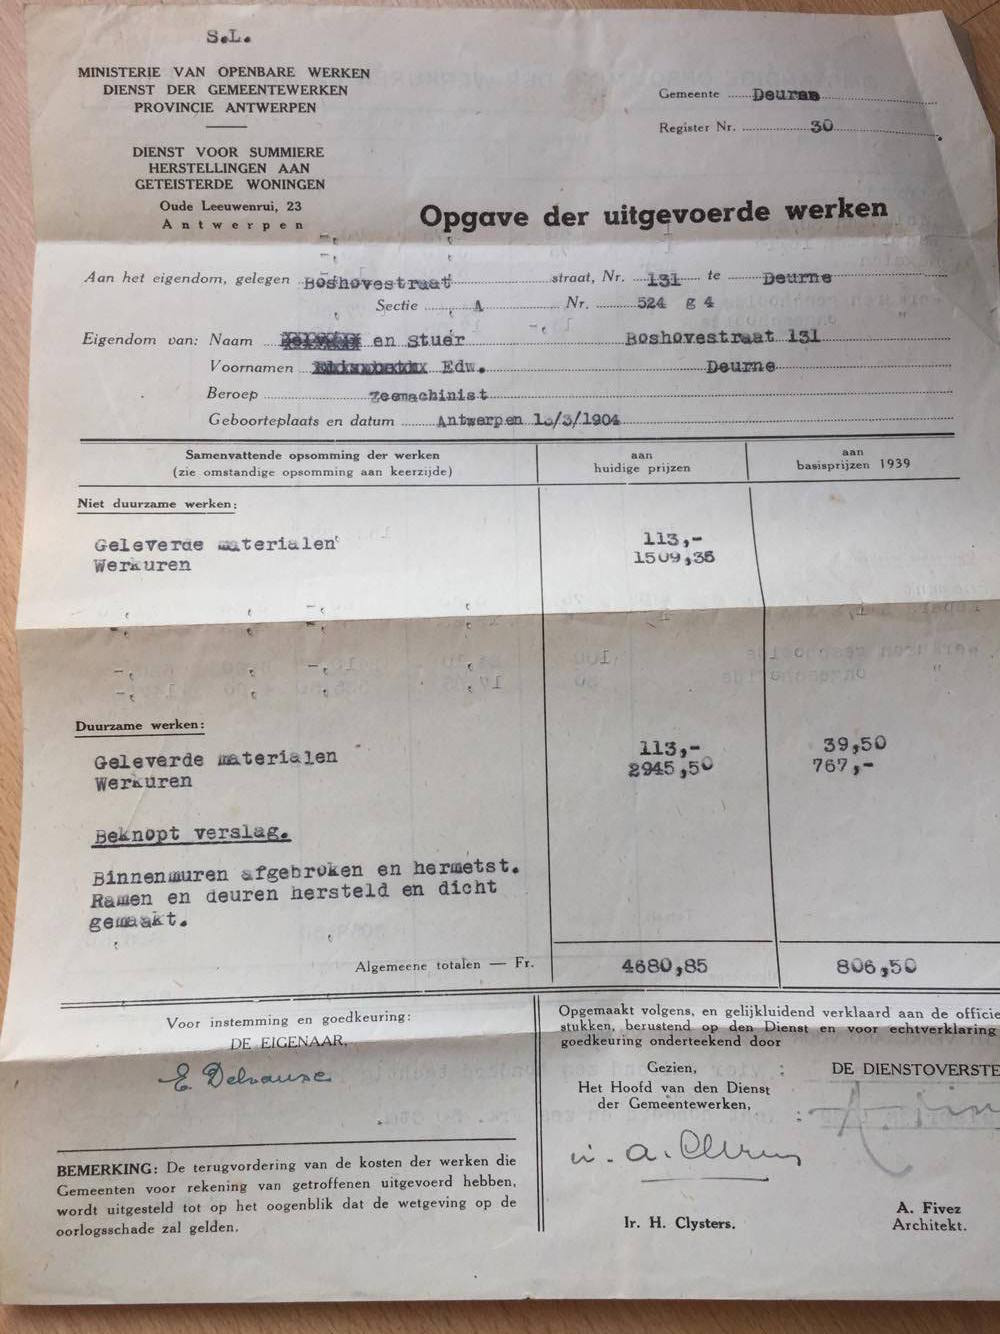 S.L.
MINISTERIE VAN OPENBARE WERKEN
DIENST DER GEMEENTEWERKEN
PROVINCIE ANTWERPEN
DIENST VOOR SUMMIERE
HERSTELLINGEN AAN
GETEISTERDE WONINGEN
Oude Leeuwenrui, 23
Antwerpen
Gemeente
Register Nr. 30
Opgave der uitgevoerde werken
Aan het eigendom, gelegen Boshovestraat straat, Nr. 131 te Deurne
Sectie A Nr. 524 g 4
Eigendom van: Naam en Stuer Boshovestraat 131
Voornamen Edw. Deurne
Beroep Zeemachinist
Geboorteplaats en datum Antwerpen
Samenvattende opsomming der werken
(zie omstandige opsomming aan keerzijde)
aan
huidige prijzen
aan
basisprijzen 1939
Niet duurzame werken:
Geleverde materialen 113,-
Werkuren 1509,35
Duurzame werken:
Geleverde materialen 113,- 39,50
Werkuren 2945,50 767,-
Beknopt verslag.
Binnenmuren afgebroken en hermetst.
Ramen en deuren hersteld en dicht
gemaakt.
Algemene totalen — Fr. 4680,85 806,50
Voor instemming en goedkeuring:
DE EIGENAAR,
BEMERKING: De terugvordering van de kosten der werken die
Gemeenten voor rekening van getroffenen uitgevoerd hebben,
wordt uitgesteld tot op het oogenblik dat de wetgeving op de
oorlogsschade zal gelden.
Opgemaakt volgens, en gelijkluidend verklaard aan de officie
stukken, berustend op den Dienst en voor echtverklaring
goedkeuring onderteekend door
Gezien,
Het Hoofd van den Dienst
der Gemeentewerken,
Ir. H. Clysters.
DE DIENSTOVERSTE
A. Fivez
Architekt.